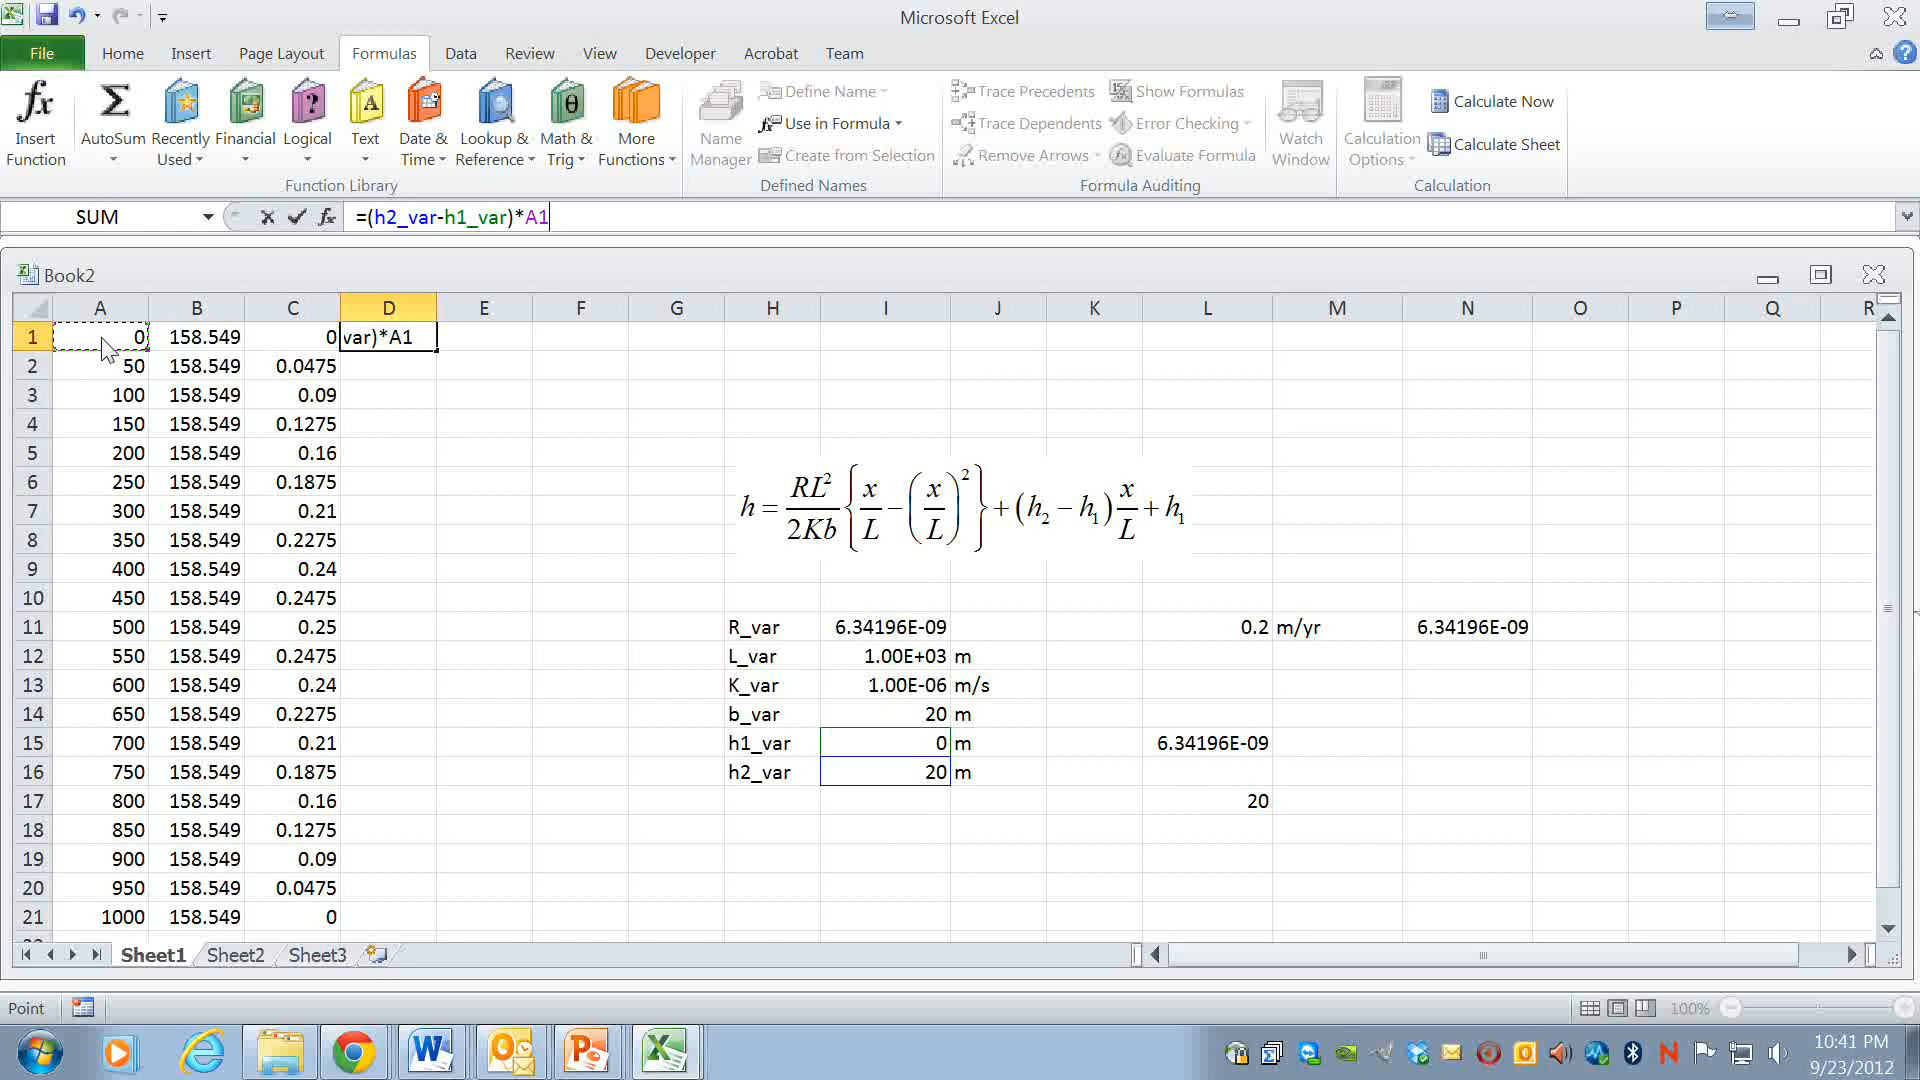 Microsoft Excel
File Home Insert Page Layout Formulas Data Review View Developer Acrobat Team
Insert Function
AutoSum
Recently Used
Financial
Logical
Text
Date & Time
Lookup & Reference
Math & Trig
More Functions
Function Library
Name Manager
Define Name
Use in Formula
Create from Selection
Defined Names
Trace Precedents
Trace Dependents
Remove Arrows
Show Formulas
Error Checking
Evaluate Formula
Formula Auditing
Watch Window
Calculation Options
Calculate Now
Calculate Sheet
Calculation
SUM fx =(h2_var-h1_var)*A1
Book2
A B C D E F G H I J K L M N O P Q R
1 0 158.549 0 var)*A1
2 50 158.549 0.0475
3 100 158.549 0.09
4 150 158.549 0.1275
5 200 158.549 0.16
6 250 158.549 0.1875
7 300 158.549 0.21
8 350 158.549 0.2275
9 400 158.549 0.24
10 450 158.549 0.2475
h = RL²/2Kb {x/L − (x/L)²} + (h₂ − h₁) x/L + h₁
11 500 158.549 0.25 R_var 6.34196E-09 0.2 m/yr 6.34196E-09
12 550 158.549 0.2475 L_var 1.00E+03 m
13 600 158.549 0.24 K_var 1.00E-06 m/s
14 650 158.549 0.2275 b_var 20 m
15 700 158.549 0.21 h1_var 0 m 6.34196E-09
16 750 158.549 0.1875 h2_var 20 m
17 800 158.549 0.16 20
18 850 158.549 0.1275
19 900 158.549 0.09
20 950 158.549 0.0475
21 1000 158.549 0
Sheet1 Sheet2 Sheet3
Point 100%
10:41 PM
9/23/2012